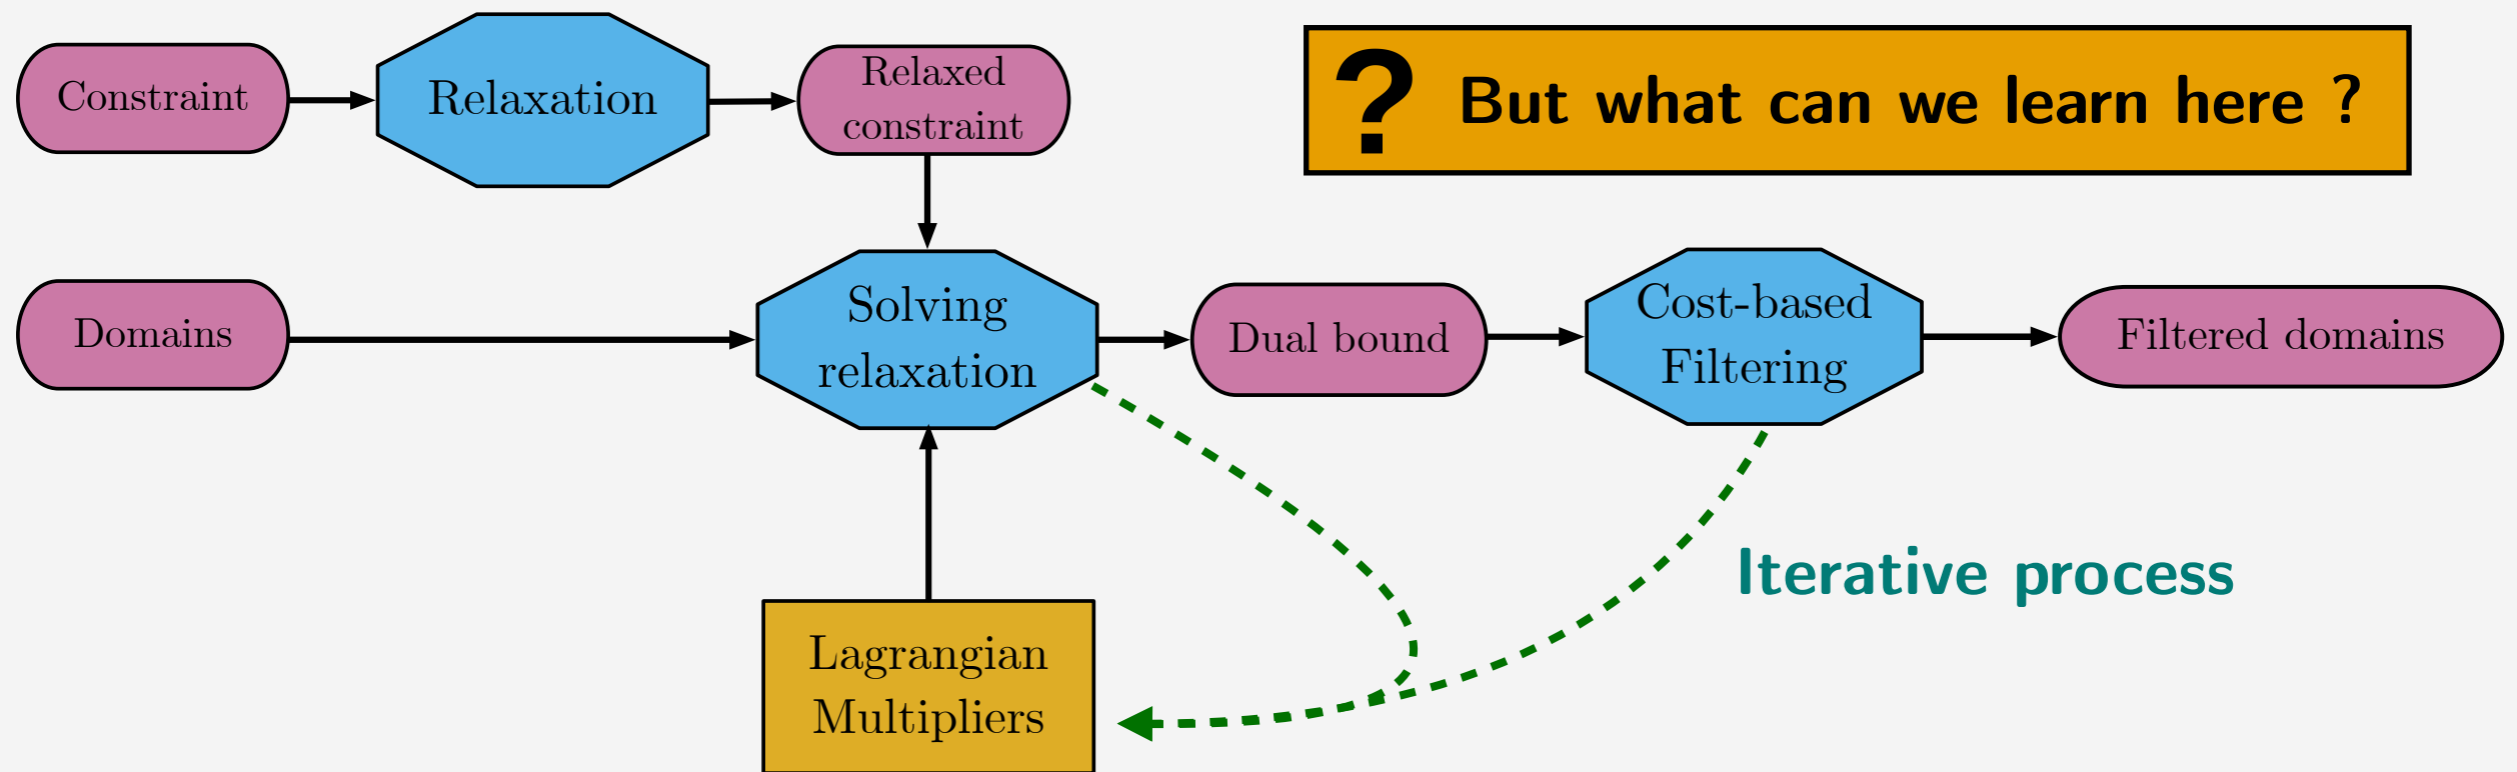 Constraint
Relaxation
Relaxed
constraint
? But what can we learn here ?
Domains
Solving
relaxation
Dual bound
Cost-based
Filtering
Filtered domains
Iterative process
Lagrangian
Multipliers